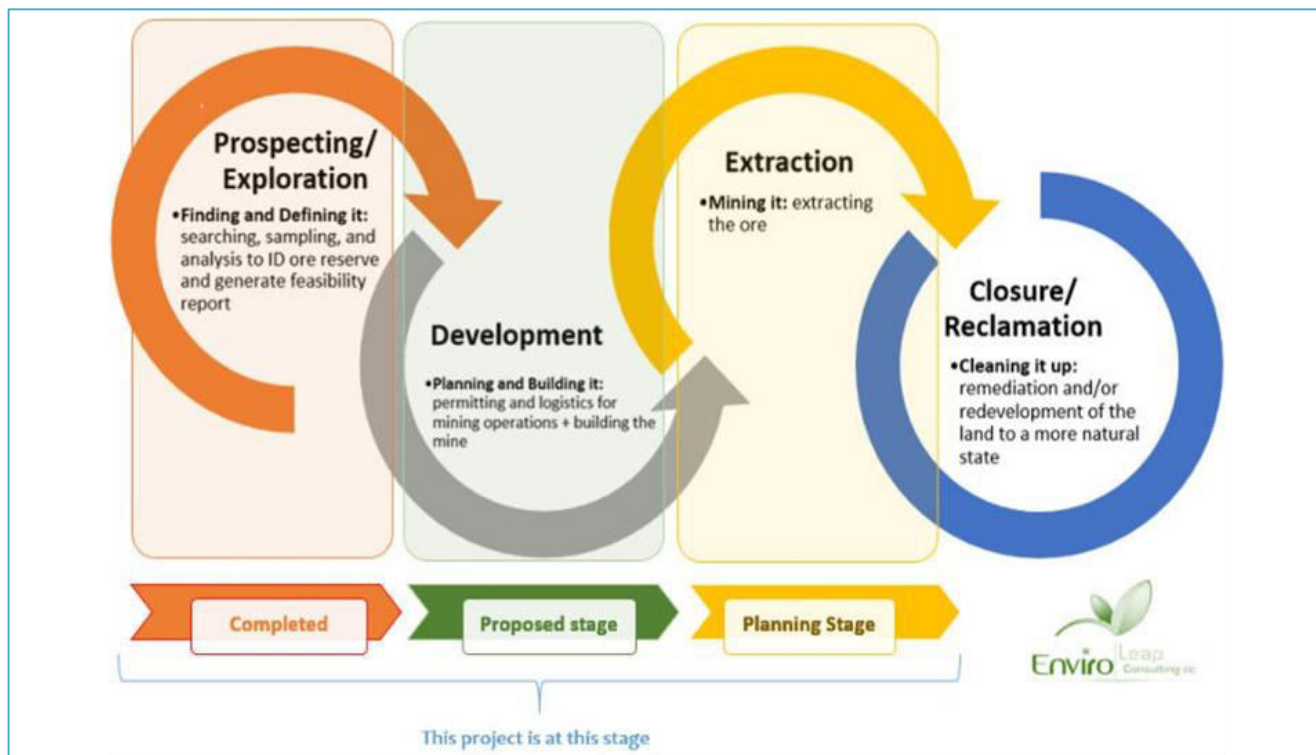 Prospecting/
Exploration
•Finding and Defining it:
searching, sampling, and
analysis to ID ore reserve
and generate feasibility
report
Development
•Planning and Building it:
permitting and logistics for
mining operations + building the
mine
Extraction
•Mining it: extracting
the ore
Closure/
Reclamation
•Cleaning it up:
remediation and/or
redevelopment of the
land to a more natural
state
Completed
Proposed stage
Planning Stage
Enviro Leap
Consulting cc
This project is at this stage